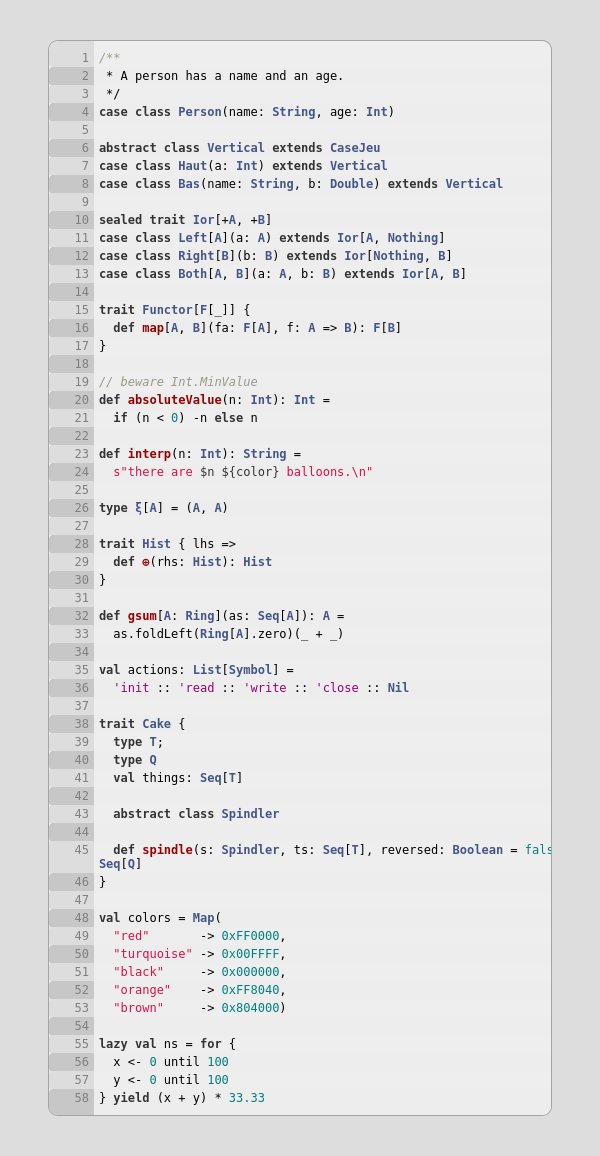 1 /**
2  * A person has a name and an age.
3  */
4 case class Person(name: String, age: Int)
5
6 abstract class Vertical extends CaseJeu
7 case class Haut(a: Int) extends Vertical
8 case class Bas(name: String, b: Double) extends Vertical
9
10 sealed trait Ior[+A, +B]
11 case class Left[A](a: A) extends Ior[A, Nothing]
12 case class Right[B](b: B) extends Ior[Nothing, B]
13 case class Both[A, B](a: A, b: B) extends Ior[A, B]
14
15 trait Functor[F[_]] {
16   def map[A, B](fa: F[A], f: A => B): F[B]
17 }
18
19 // beware Int.MinValue
20 def absoluteValue(n: Int): Int =
21   if (n < 0) -n else n
22
23 def interp(n: Int): String =
24   s"there are $n ${color} balloons.\n"
25
26 type ξ[A] = (A, A)
27
28 trait Hist { lhs =>
29   def ⊕(rhs: Hist): Hist
30 }
31
32 def gsum[A: Ring](as: Seq[A]): A =
33   as.foldLeft(Ring[A].zero)(_ + _)
34
35 val actions: List[Symbol] =
36   'init :: 'read :: 'write :: 'close :: Nil
37
38 trait Cake {
39   type T;
40   type Q
41   val things: Seq[T]
42
43   abstract class Spindler
44
45   def spindle(s: Spindler, ts: Seq[T], reversed: Boolean = fals
Seq[Q]
46 }
47
48 val colors = Map(
49   "red"       -> 0xFF0000,
50   "turquoise" -> 0x00FFFF,
51   "black"     -> 0x000000,
52   "orange"    -> 0xFF8040,
53   "brown"     -> 0x804000)
54
55 lazy val ns = for {
56   x <- 0 until 100
57   y <- 0 until 100
58 } yield (x + y) * 33.33